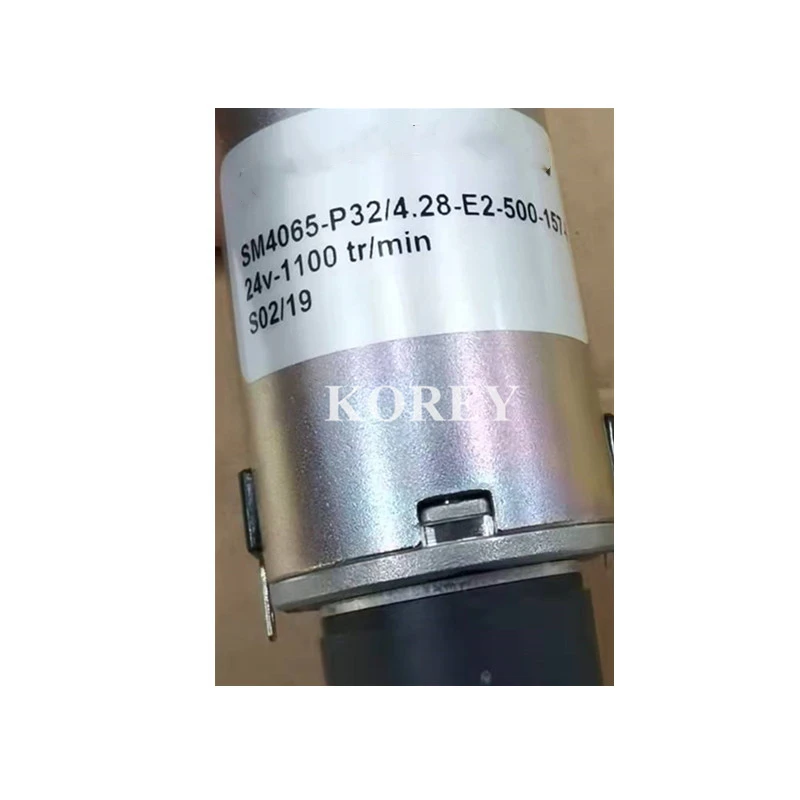 SM4065-P32/4.28-E2-500-157-
24v-1100 tr/min
S02/19
KOREY